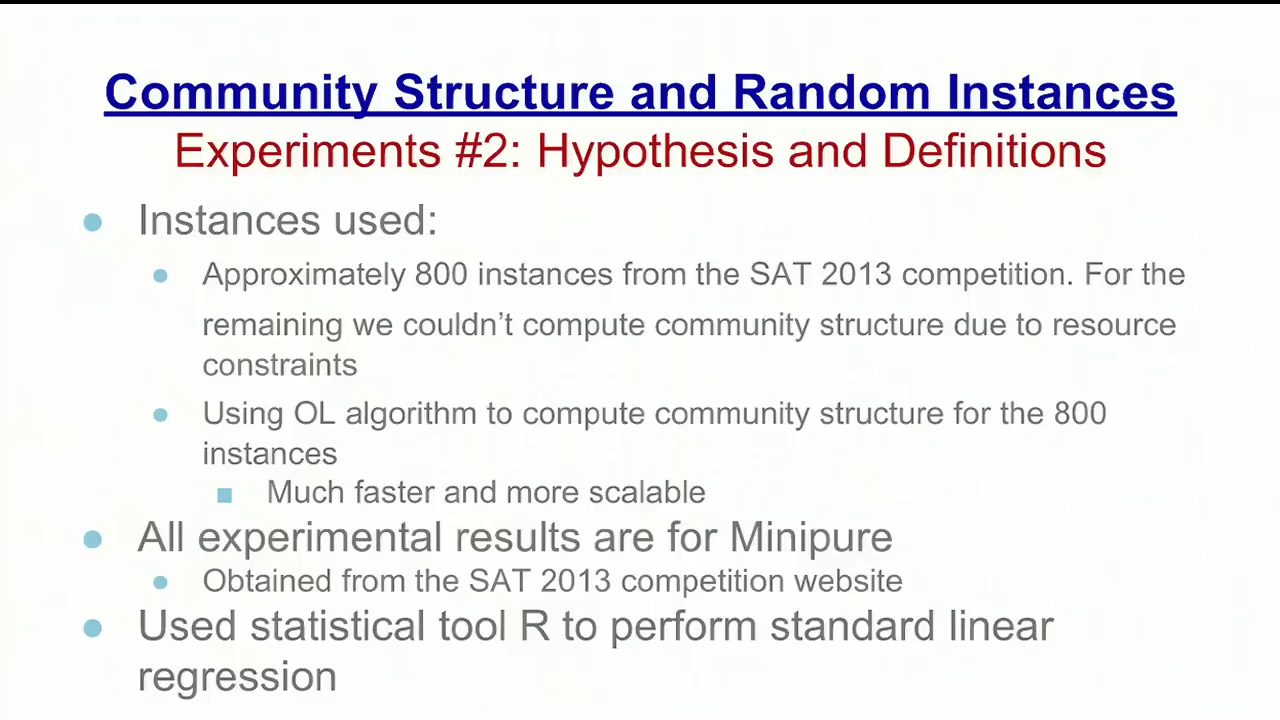 Community Structure and Random Instances
Experiments #2: Hypothesis and Definitions
Instances used:
Approximately 800 instances from the SAT 2013 competition. For the
remaining we couldn't compute community structure due to resource
constraints
Using OL algorithm to compute community structure for the 800
instances
Much faster and more scalable
All experimental results are for Minipure
Obtained from the SAT 2013 competition website
Used statistical tool R to perform standard linear
regression